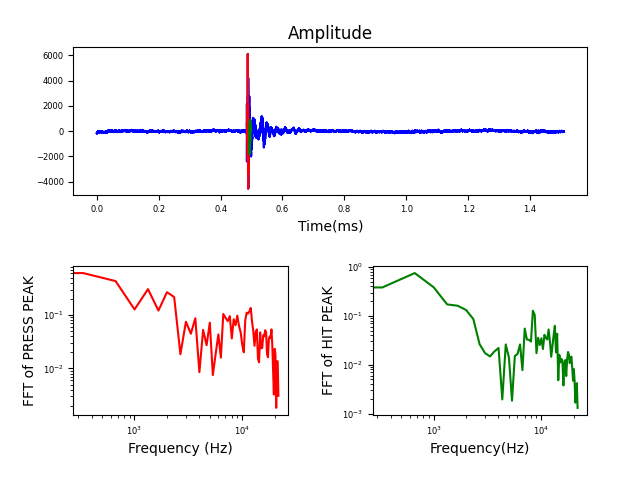 Amplitude
6000
4000
2000
0
−2000
−4000
0.0 0.2 0.4 0.6 0.8 1.0 1.2 1.4
Time(ms)
FFT of PRESS PEAK
10⁻¹
10⁻²
10³ 10⁴
Frequency (Hz)
FFT of HIT PEAK
10⁰
10⁻¹
10⁻²
10⁻³
10³ 10⁴
Frequency(Hz)